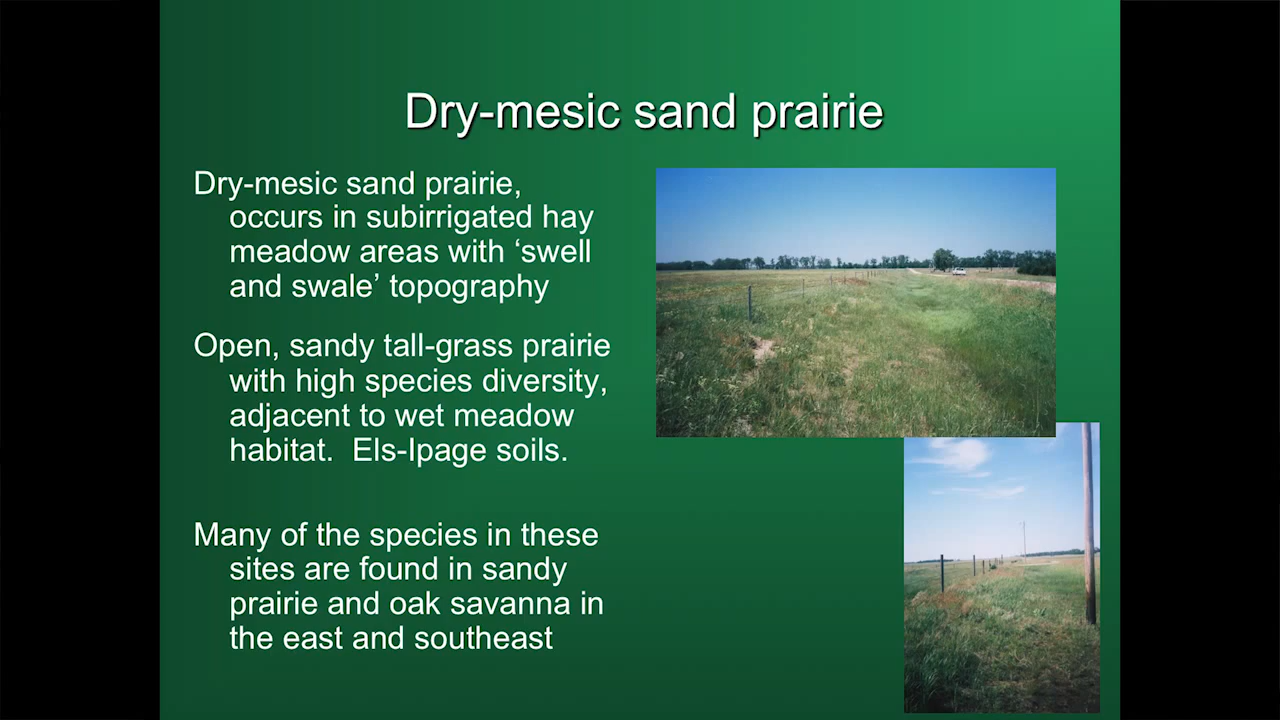 Dry-mesic sand prairie
Dry-mesic sand prairie,
occurs in subirrigated hay
meadow areas with ‘swell
and swale’ topography
Open, sandy tall-grass prairie
with high species diversity,
adjacent to wet meadow
habitat.  Els-Ipage soils.
Many of the species in these
sites are found in sandy
prairie and oak savanna in
the east and southeast